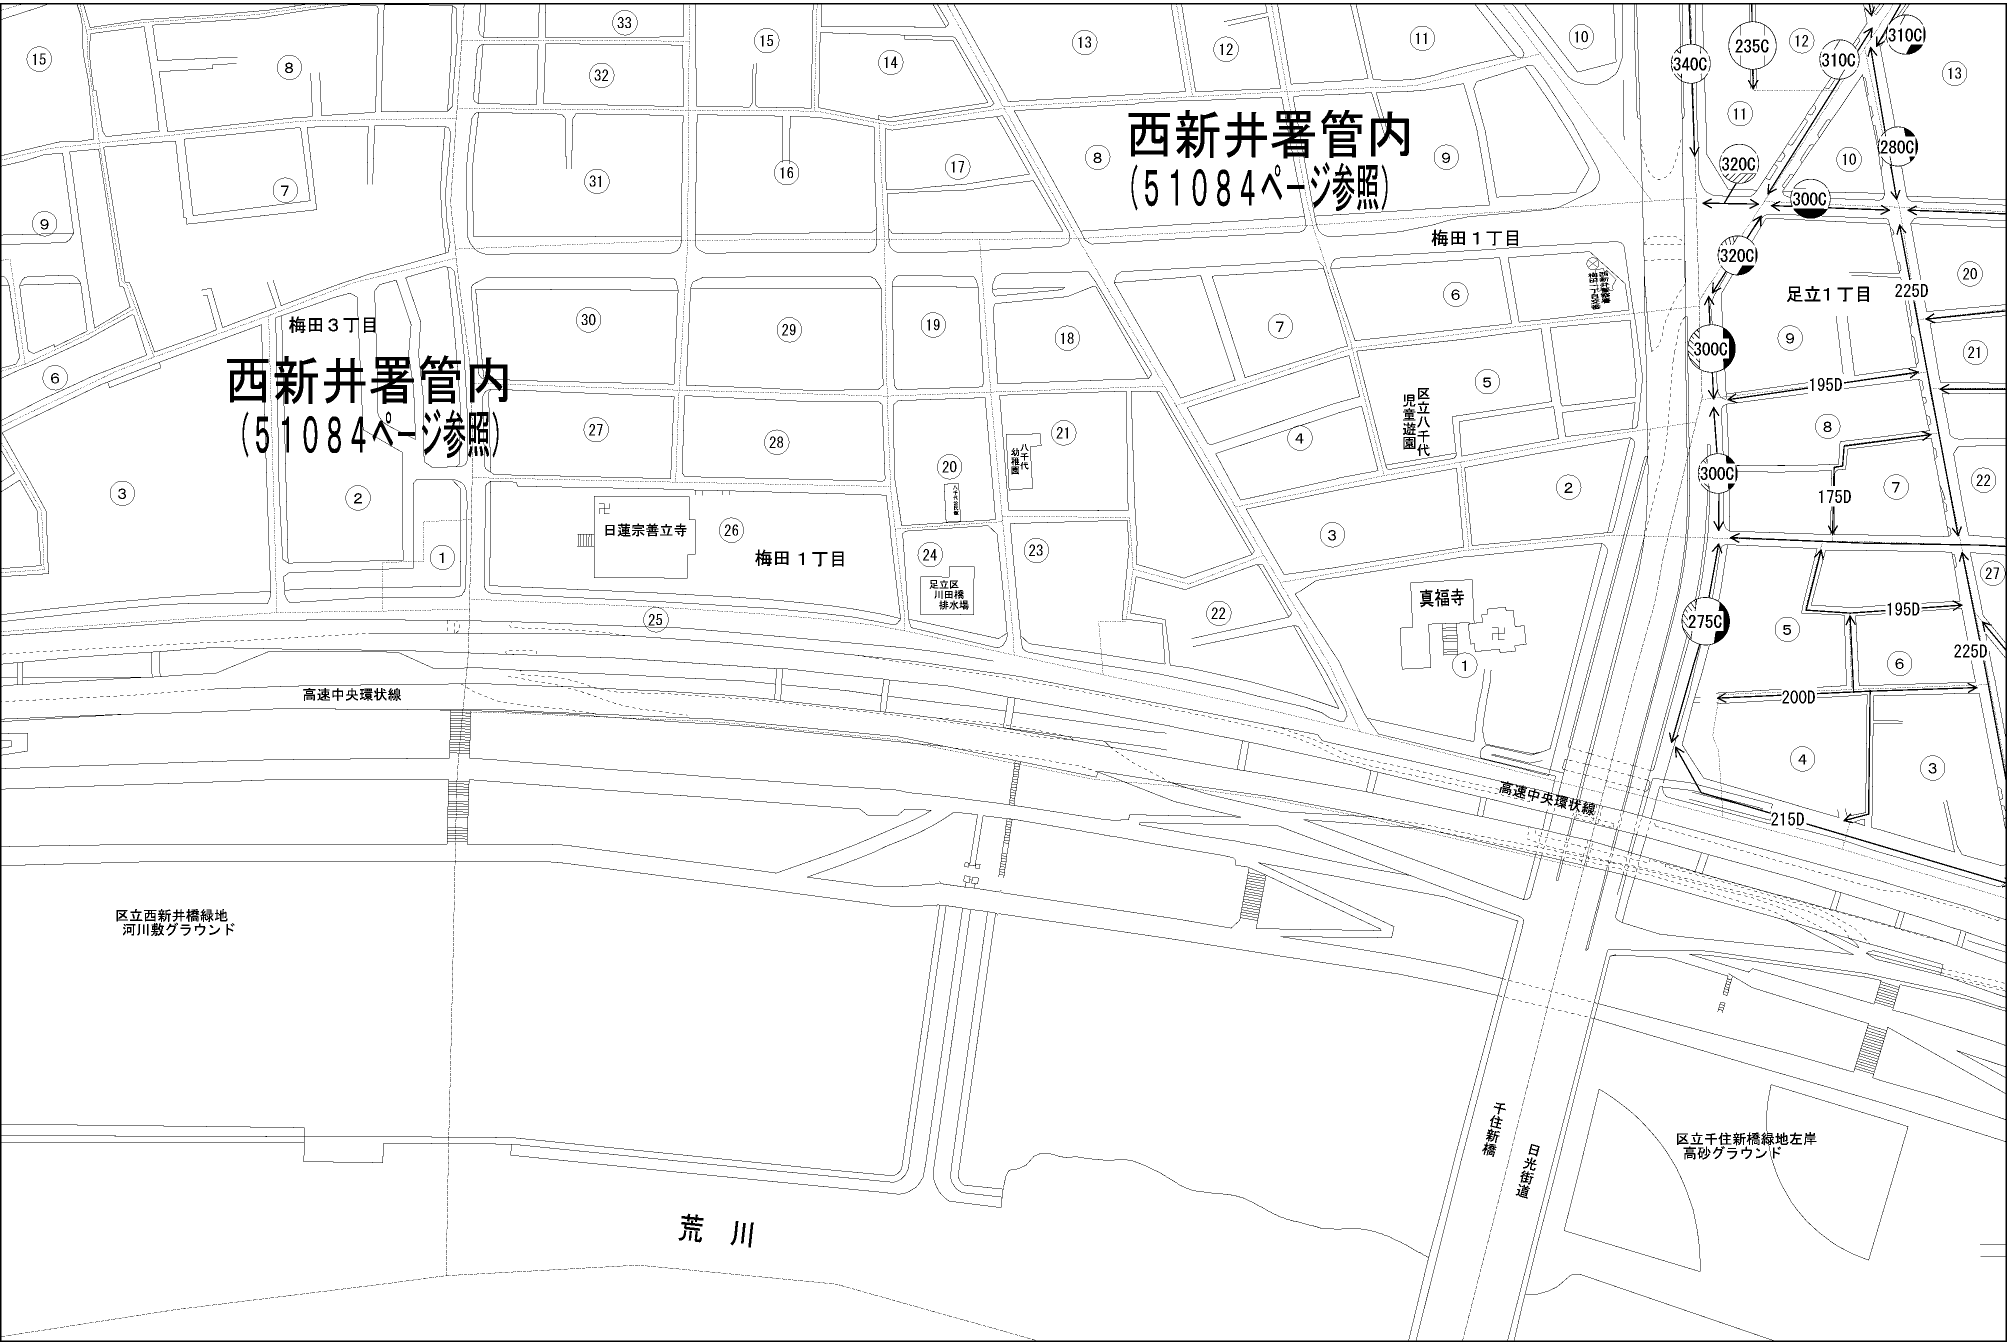 33
15
13
12
11
10
340C
235C
12
310C
310C
13
15
8
32
14
11
西新井署管内
（５１０８４ページ参照）
7
31
16
17
8
9
320C
10
280C
300C
9
梅田１丁目
320C
足立１丁目
225D
20
6
梅田３丁目
30
29
19
18
7
300C
9
21
6
西新井署管内
（５１０８４ページ参照）
5
区立八千代
児童遊園
195D
27
28
21
八千代
幼稚園
4
8
20
300C
3
2
2
175D
7
22
日蓮宗善立寺
26
梅田１丁目
1
24
23
3
足立区
川田橋
排水場
真福寺
27
25
22
275C
5
195D
6
225D
1
高速中央環状線
200D
4
3
高速中央環状線
215D
区立西新井橋緑地
河川敷グラウンド
千住新橋
日光街道
区立千住新橋緑地左岸
高砂グラウンド
荒川